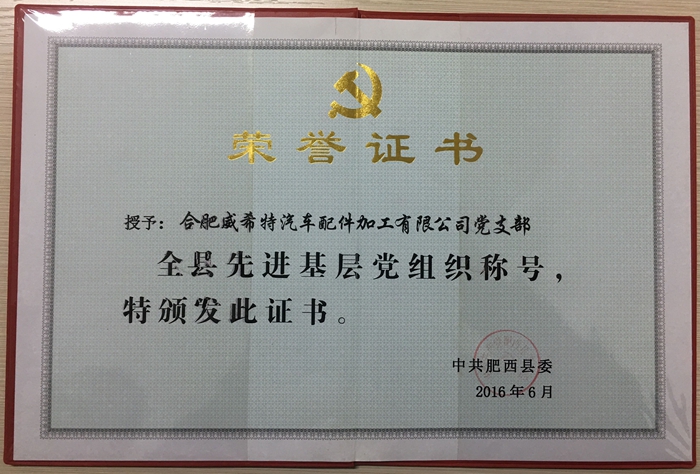 荣誉证书
授予：合肥威希特汽车配件加工有限公司党支部
全县先进基层党组织称号，
特颁发此证书。
中共肥西县委
2016年6月